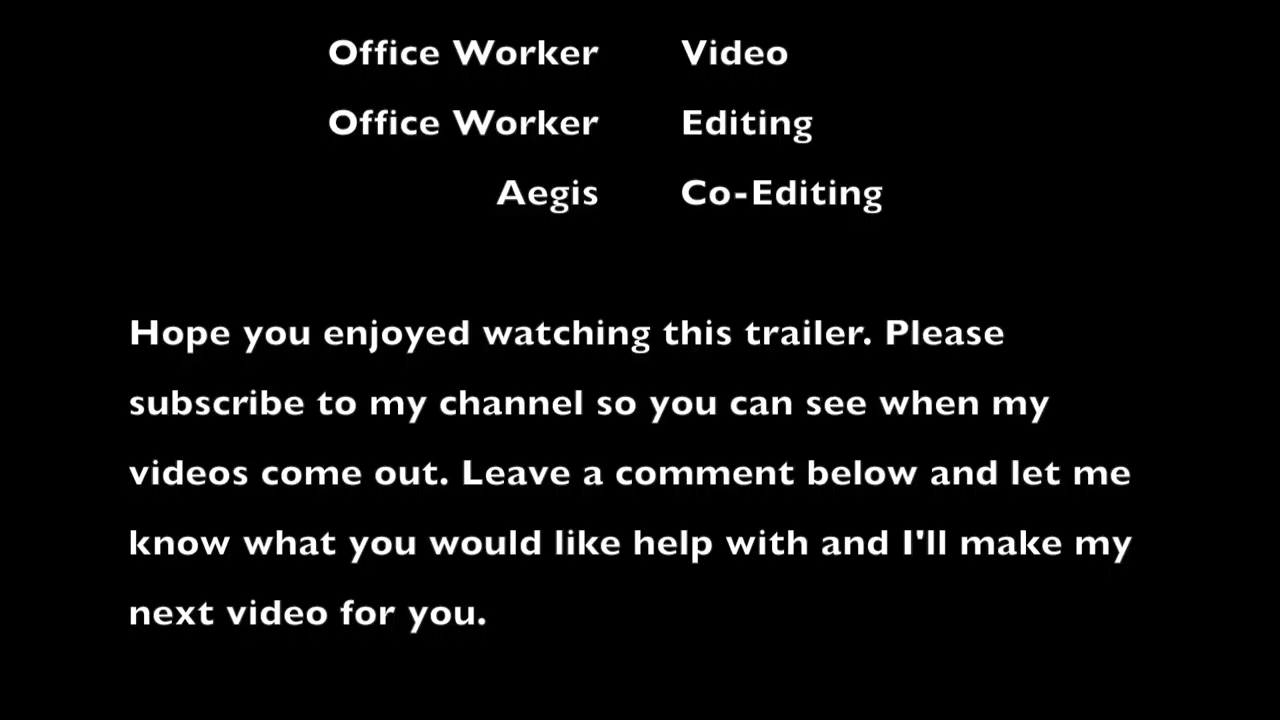 Office Worker Video
Office Worker Editing
Aegis Co-Editing
Hope you enjoyed watching this trailer. Please
subscribe to my channel so you can see when my
videos come out. Leave a comment below and let me
know what you would like help with and I'll make my
next video for you.